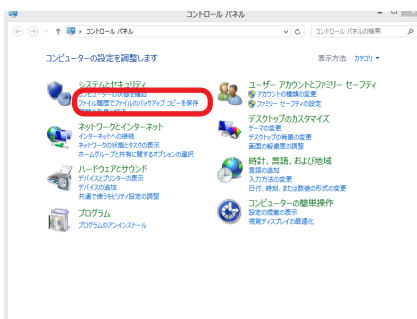 コントロール パネル
コントロール パネル
コントロール パネルの検索
コンピューターの設定を調整します
表示方法: カテゴリ
システムとセキュリティ
コンピューターの状態を確認
ファイル履歴でファイルのバックアップ コピーを保存
ネットワークとインターネット
インターネットへの接続
ネットワークの状態とタスクの表示
ホームグループと共有に関するオプションの選択
ハードウェアとサウンド
デバイスとプリンターの表示
デバイスの追加
共通で使うモビリティ設定の調整
プログラム
プログラムのアンインストール
ユーザー アカウントとファミリー セーフティ
アカウントの種類の変更
ファミリー セーフティの設定
デスクトップのカスタマイズ
テーマの変更
デスクトップの背景の変更
画面の解像度の調整
時計、言語、および地域
言語の追加
入力方法の変更
日付、時刻、または数値の形式の変更
コンピューターの簡単操作
設定の提案の表示
視覚ディスプレイの最適化